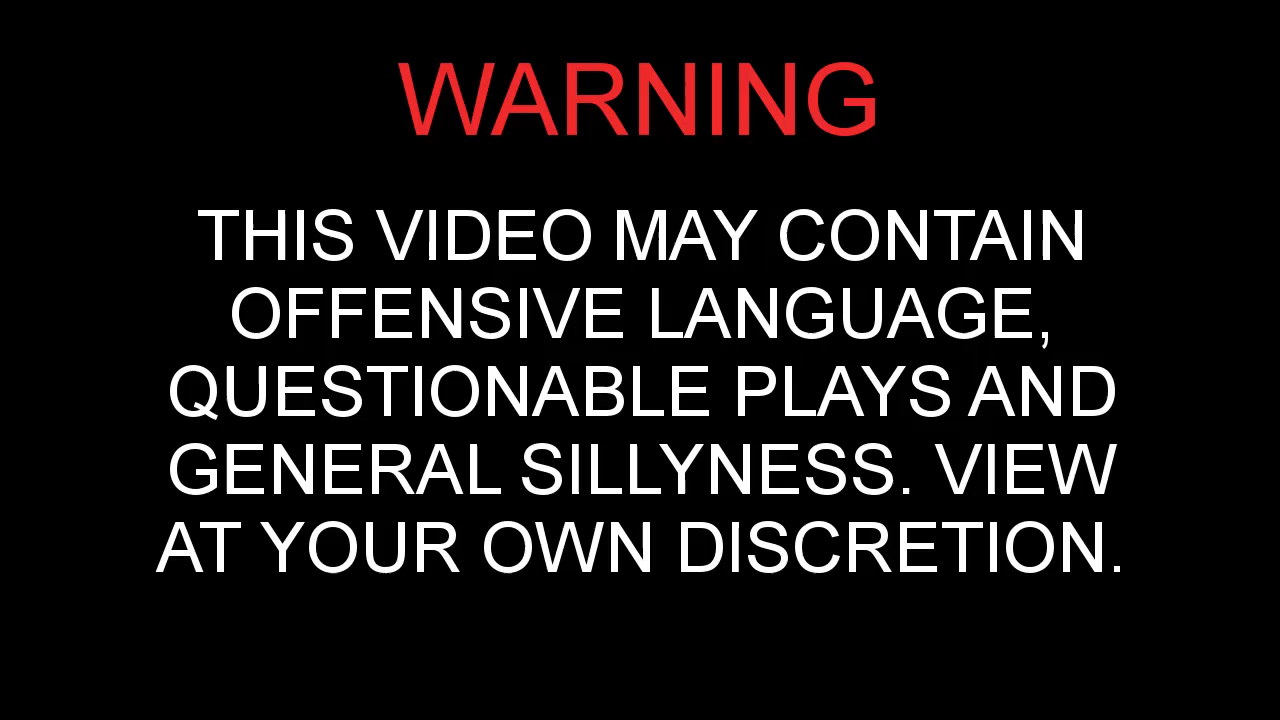 WARNING
THIS VIDEO MAY CONTAIN
OFFENSIVE LANGUAGE,
QUESTIONABLE PLAYS AND
GENERAL SILLYNESS. VIEW
AT YOUR OWN DISCRETION.